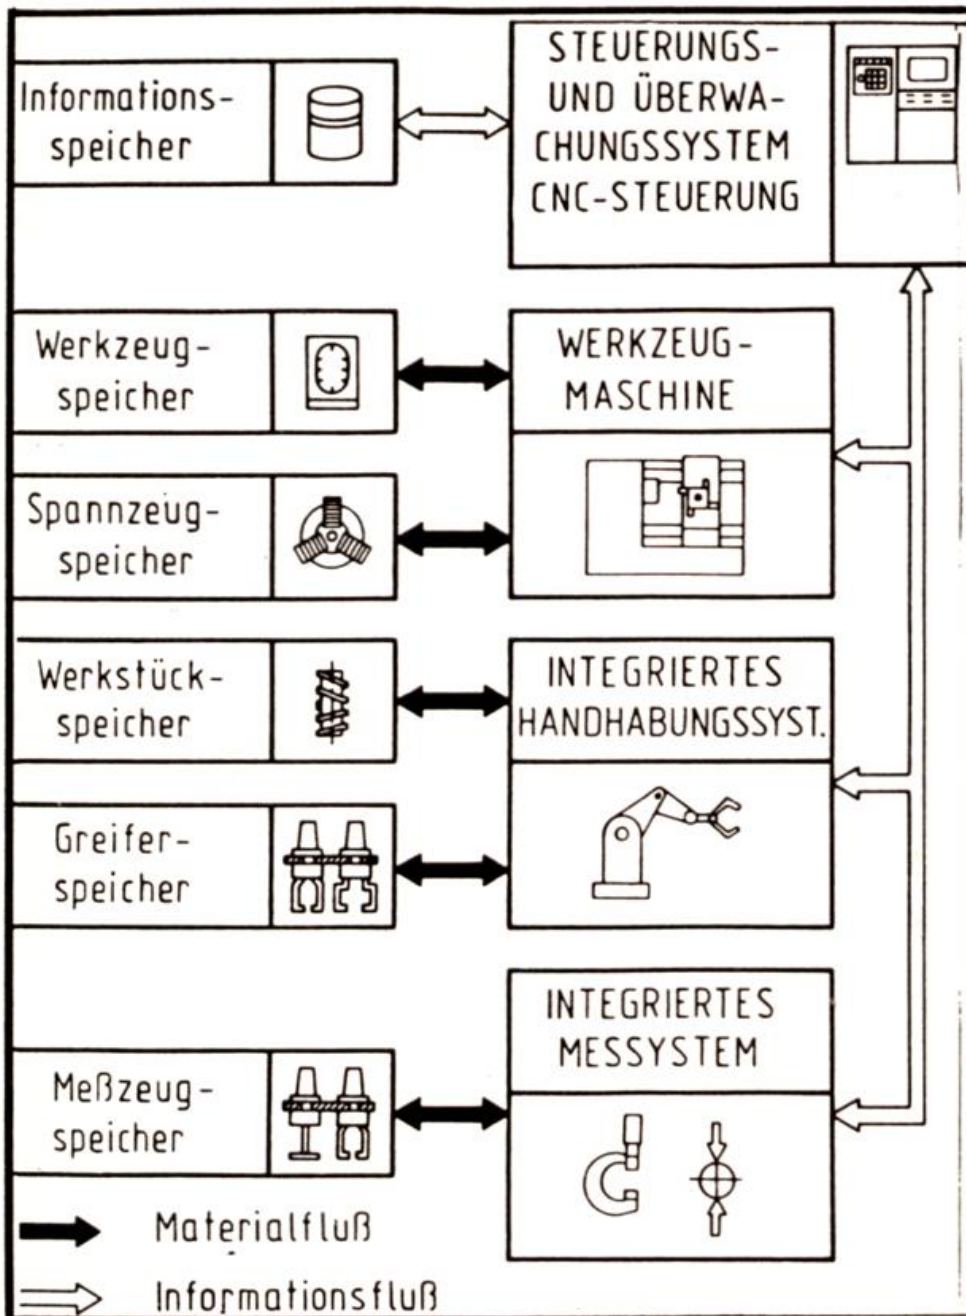 Informations-
speicher
STEUERUNGS-
UND ÜBERWA-
CHUNGSSYSTEM
CNC-STEUERUNG
Werkzeug-
speicher
WERKZEUG-
MASCHINE
Spannzeug-
speicher
Werkstück-
speicher
INTEGRIERTES
HANDHABUNGSSYST.
Greifer-
speicher
INTEGRIERTES
MESSYSTEM
Meßzeug-
speicher
Materialfluß
Informationsfluß